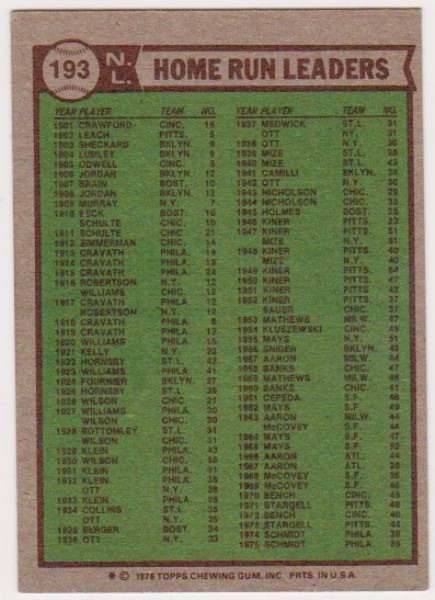 193 N.L. HOME RUN LEADERS
YEAR PLAYER TEAM NO.
1901 CRAWFORD CINC. 16
1902 LEACH PITTS. 6
1903 SHECKARD BKLYN. 9
1904 LUMLEY BKLYN. 9
1905 ODWELL CINC. 9
1906 JORDAN BKLYN. 12
1907 BRAIN BOST. 10
1908 JORDAN BKLYN. 12
1909 MURRAY N.Y. 7
1910 BECK BOST. 10
SCHULTE CHIC. 10
1911 SCHULTE CHIC. 21
1912 ZIMMERMAN CHIC. 14
1913 CRAVATH PHILA. 19
1914 CRAVATH PHILA. 19
1915 CRAVATH PHILA. 24
1916 ROBERTSON N.Y. 12
WILLIAMS CHIC. 12
1917 CRAVATH PHILA. 12
ROBERTSON N.Y. 12
1918 CRAVATH PHILA. 8
1919 CRAVATH PHILA. 12
1920 WILLIAMS PHILA. 15
1921 KELLY N.Y. 23
1922 HORNSBY ST.L. 42
1923 WILLIAMS PHILA. 41
1924 FOURNIER BKLYN. 27
1925 HORNSBY ST.L. 39
1926 WILSON CHIC. 21
1927 WILLIAMS PHILA. 30
WILSON CHIC. 30
1928 BOTTOMLEY ST.L. 31
WILSON CHIC. 31
1929 KLEIN PHILA. 43
1930 WILSON CHIC. 56
1931 KLEIN PHILA. 31
1932 KLEIN PHILA. 38
OTT N.Y. 38
1933 KLEIN PHILA. 28
1934 COLLINS ST.L. 35
OTT N.Y. 35
1935 BERGER BOST. 34
1936 OTT N.Y. 33
YEAR PLAYER TEAM NO.
1937 MEDWICK ST.L. 31
OTT N.Y. 31
1938 OTT N.Y. 36
1939 MIZE ST.L. 28
1940 MIZE ST.L. 43
1941 CAMILLI BKLYN. 34
1942 OTT N.Y. 30
1943 NICHOLSON CHIC. 29
1944 NICHOLSON CHIC. 33
1945 HOLMES BOST. 28
1946 KINER PITTS. 23
1947 KINER PITTS. 51
MIZE N.Y. 51
1948 KINER PITTS. 40
MIZE N.Y. 40
1949 KINER PITTS. 54
1950 KINER PITTS. 47
1951 KINER PITTS. 42
1952 KINER PITTS. 37
SAUER CHIC. 37
1953 MATHEWS MILW. 47
1954 KLUSZEWSKI CINC. 49
1955 MAYS N.Y. 51
1956 SNIDER BKLYN. 43
1957 AARON MILW. 44
1958 BANKS CHIC. 47
1959 MATHEWS MILW. 46
1960 BANKS CHIC. 41
1961 CEPEDA S.F. 46
1962 MAYS S.F. 49
1963 AARON MILW. 44
McCOVEY S.F. 44
1964 MAYS S.F. 47
1965 MAYS S.F. 52
1966 AARON ATL. 44
1967 AARON ATL. 39
1968 McCOVEY S.F. 36
1969 McCOVEY S.F. 45
1970 BENCH CINC. 45
1971 STARGELL PITTS. 48
1972 BENCH CINC. 40
1973 STARGELL PITTS. 44
1974 SCHMIDT PHILA. 36
1975 SCHMIDT PHILA. 38
* © 1976 TOPPS CHEWING GUM, INC. PRTS. IN U.S.A.